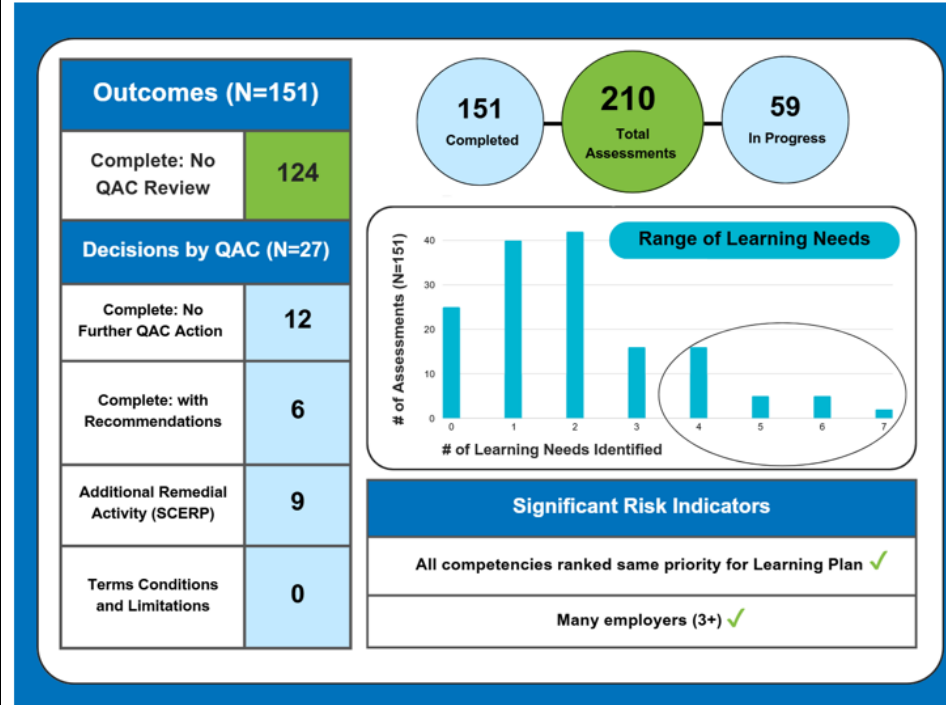 Outcomes (N=151)
Complete: No
QAC Review
124
Decisions by QAC (N=27)
Complete: No
Further QAC Action
12
Complete: with
Recommendations
6
Additional Remedial
Activity (SCERP)
9
Terms Conditions
and Limitations
0
151
Completed
210
Total
Assessments
59
In Progress
Range of Learning Needs
# of Assessments (N=151)
40
30
20
10
0
0 1 2 3 4 5 6 7
# of Learning Needs Identified
Significant Risk Indicators
All competencies ranked same priority for Learning Plan ✓
Many employers (3+) ✓